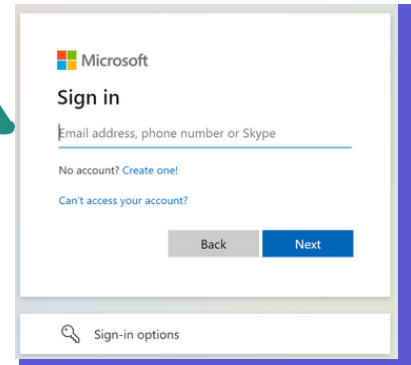 Microsoft
Sign in
Email address, phone number or Skype
No account? Create one!
Can't access your account?
Back Next
Sign-in options